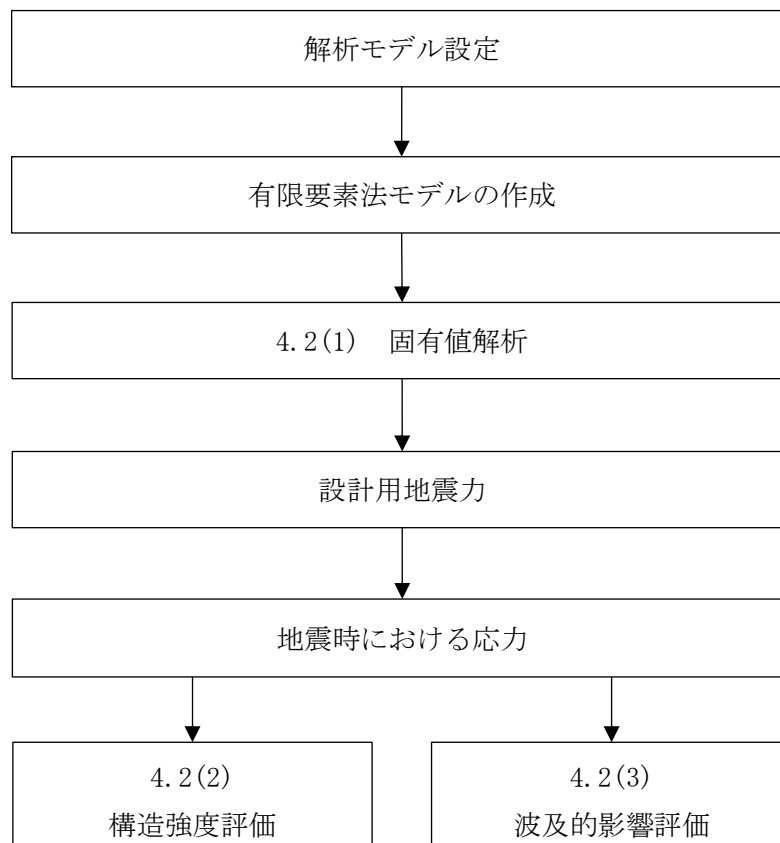 解析モデル設定
有限要素法モデルの作成
4.2(1)　固有値解析
設計用地震力
地震時における応力
4.2(2)
構造強度評価
4.2(3)
波及的影響評価